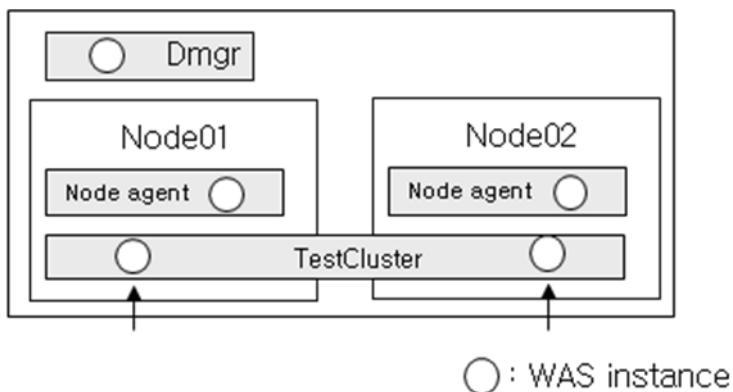 Dmgr
Node01
Node02
Node agent
Node agent
TestCluster
: WAS instance